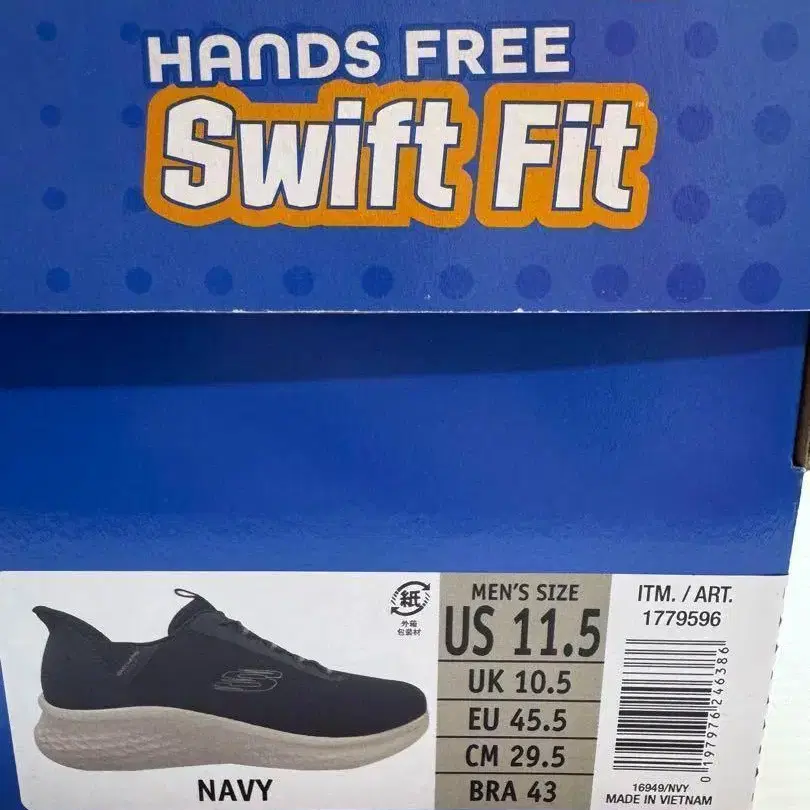 HANDS FREE
Swift Fit™
紙
外箱
包装材
MEN'S SIZE
US 11.5
UK 10.5
EU 45.5
CM 29.5
BRA 43
ITM. / ART.
1779596
0 197976 246386
16949/NVY
MADE IN VIETNAM
NAVY